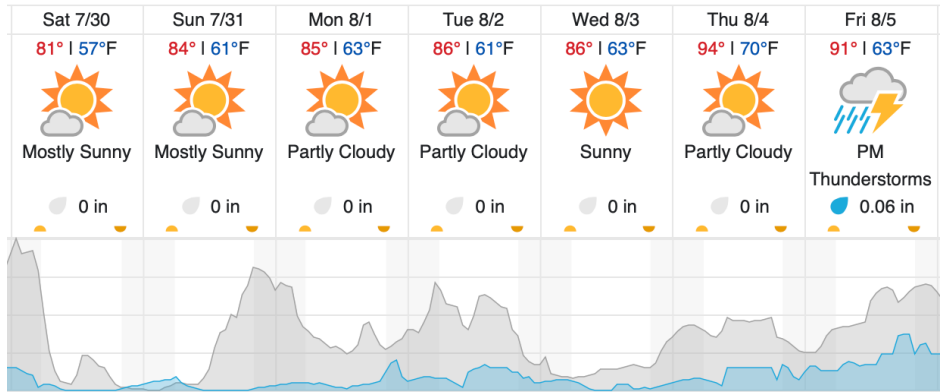 Sat 7/30 Sun 7/31 Mon 8/1 Tue 8/2 Wed 8/3 Thu 8/4 Fri 8/5
81° | 57°F 84° | 61°F 85° | 63°F 86° | 61°F 86° | 63°F 94° | 70°F 91° | 63°F
Mostly Sunny Mostly Sunny Partly Cloudy Partly Cloudy Sunny Partly Cloudy PM
Thunderstorms
0 in 0 in 0 in 0 in 0 in 0 in 0.06 in